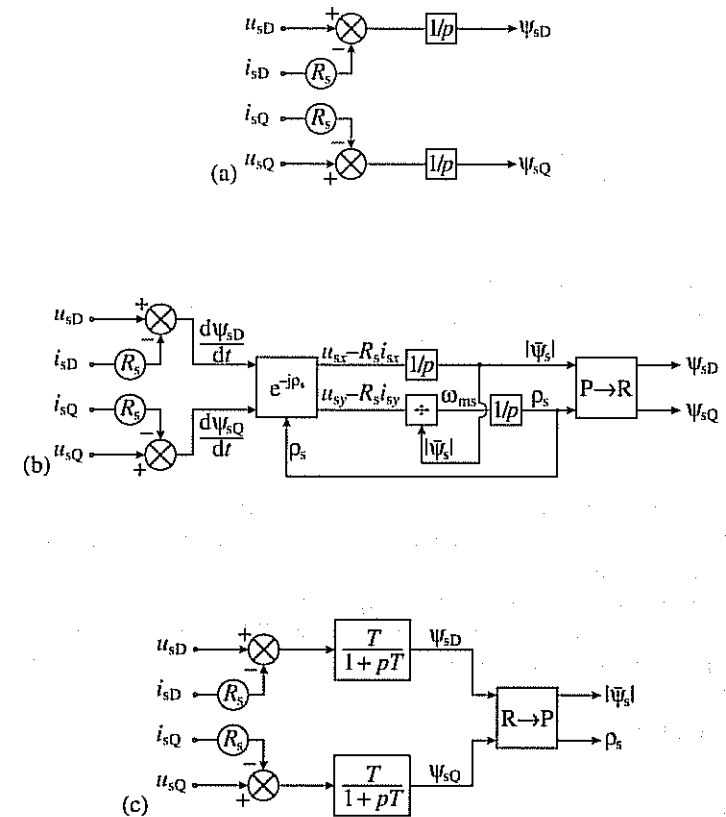 u_sD + 1/p ψ_sD
−
i_sD R_s
i_sQ R_s
−
u_sQ + 1/p ψ_sQ
(a)
u_sD +
−
i_sD R_s
dψ_sD/dt
u_sx−R_s i_sx 1/p |ψ̄_s| ψ_sD
e^−jρ_s P→R
i_sQ R_s
u_sy−R_s i_sy ÷ ω_ms 1/p ρ_s ψ_sQ
−
dψ_sQ/dt
ρ_s |ψ̄_s|
u_sQ +
(b)
u_sD + T/1 + pT ψ_sD
−
i_sD R_s
R→P |ψ̄_s|
ρ_s
i_sQ R_s
−
u_sQ + T/1 + pT ψ_sQ
(c)